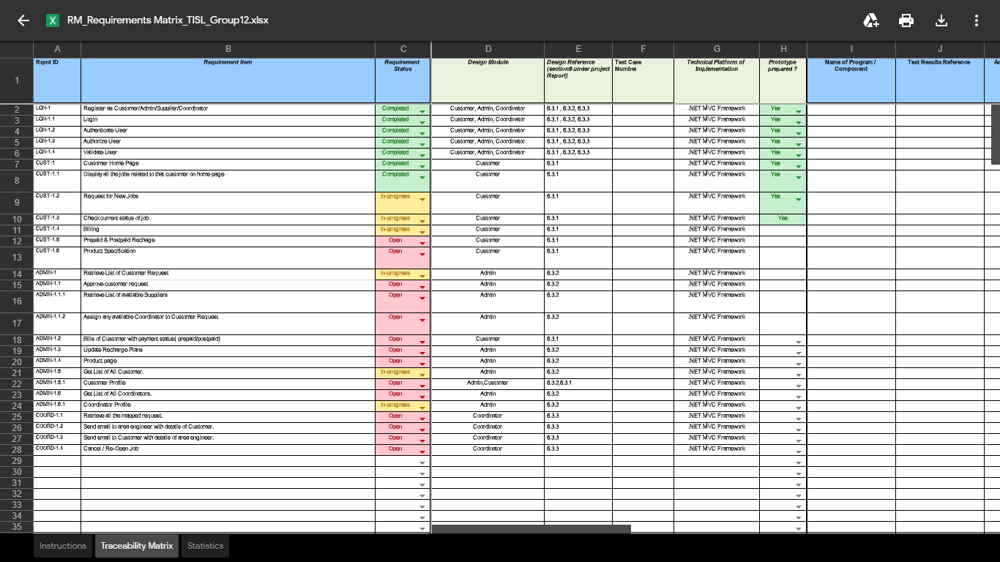 RM_Requirements Matrix_TISL_Group12.xlsx
A B C D E F G H I J
1 Rqmt ID Requirement Item Requirement Status Design Module Design Reference (section# under project Report) Test Case Number Technical Platform of Implementation Prototype prepared ? Name of Program / Component Test Results Reference
2 LGN-1 Register as Customer/Admin/Supplier/Coordinator Completed Customer, Admin, Coordinator 6.3.1 , 6.3.2, 6.3.3 .NET MVC Framework Yes
3 LGN-1.1 Login Completed Customer, Admin, Coordinator 6.3.1 , 6.3.2, 6.3.3 .NET MVC Framework Yes
4 LGN-1.2 Authenticate User Completed Customer, Admin, Coordinator 6.3.1 , 6.3.2, 6.3.3 .NET MVC Framework Yes
5 LGN-1.3 Authorize User Completed Customer, Admin, Coordinator 6.3.1 , 6.3.2, 6.3.3 .NET MVC Framework Yes
6 LGN-1.4 Validate User Completed Customer, Admin, Coordinator 6.3.1 , 6.3.2, 6.3.3 .NET MVC Framework Yes
7 CUST-1 Customer Home Page Completed Customer 6.3.1 .NET MVC Framework Yes
8 CUST-1.1 Display all the jobs related to that customer on home page Completed Customer 6.3.1 .NET MVC Framework Yes
9 CUST-1.2 Request for New Jobs In-progress Customer 6.3.1 .NET MVC Framework Yes
10 CUST-1.3 Check current status of job In-progress Customer 6.3.1 .NET MVC Framework Yes
11 CUST-1.4 Billing In-progress Customer 6.3.1 .NET MVC Framework
12 CUST-1.5 Prepaid & Postpaid Rechage Open Customer 6.3.1 .NET MVC Framework
13 CUST-1.6 Product Specification Open Customer 6.3.1 .NET MVC Framework
14 ADMIN-1 Retrieve List of Customer Request In-progress Admin 6.3.2 .NET MVC Framework
15 ADMIN-1.1 Approve customer request Open Admin 6.3.2 .NET MVC Framework
16 ADMIN-1.1.1 Retrieve List of available Suppliers Open Admin 6.3.2 .NET MVC Framework
17 ADMIN-1.1.2 Assign any available Coordinator to Customer Request Open Admin 6.3.2 .NET MVC Framework
18 ADMIN-1.2 Bills of Customer with payment status( prepaid/postpaid) Open Customer 6.3.1 .NET MVC Framework
19 ADMIN-1.3 Update Recharge Plans Open Admin 6.3.2 .NET MVC Framework
20 ADMIN-1.4 Product page Open Admin 6.3.2 .NET MVC Framework
21 ADMIN-1.5 Get List of All Customer. In-progress Admin 6.3.2 .NET MVC Framework
22 ADMIN-1.5.1 Customer Profile Open Admin,Customer 6.3.2,6.3.1 .NET MVC Framework
23 ADMIN-1.6 Get List of All Coordinators. Open Admin 6.3.2 .NET MVC Framework
24 ADMIN-1.6.1 Coordinator Profile In-progress Admin 6.3.2 .NET MVC Framework
25 COORD-1.1 Retrieve all the mapped request. Open Coordinator 6.3.3 .NET MVC Framework
26 COORD-1.2 Send email to area engineer with details of Customer. Open Coordinator 6.3.3 .NET MVC Framework
27 COORD-1.3 Send email to Customer with details of area engineer. Open Coordinator 6.3.3 .NET MVC Framework
28 COORD-1.4 Cancel / Re-Open Job Open Coordinator 6.3.3 .NET MVC Framework
29
30
31
32
33
34
35
Instructions Traceability Matrix Statistics